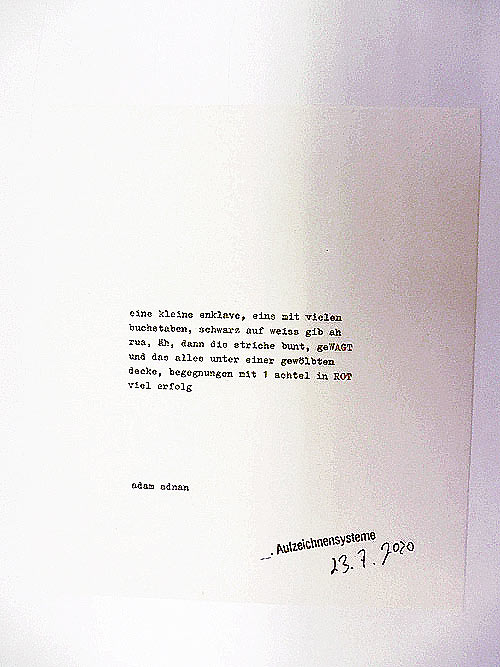 eine kleine enklave, eine mit vielen
buchstaben, schwarz auf weiss gib ah
rua, äh, dann die striche bunt, geWAGT
und das alles unter einer gewölbten
decke, begegnungen mit 1 achtel in ROT
viel erfolg
adam adnan
Aufzeichnensysteme
23.7.2020